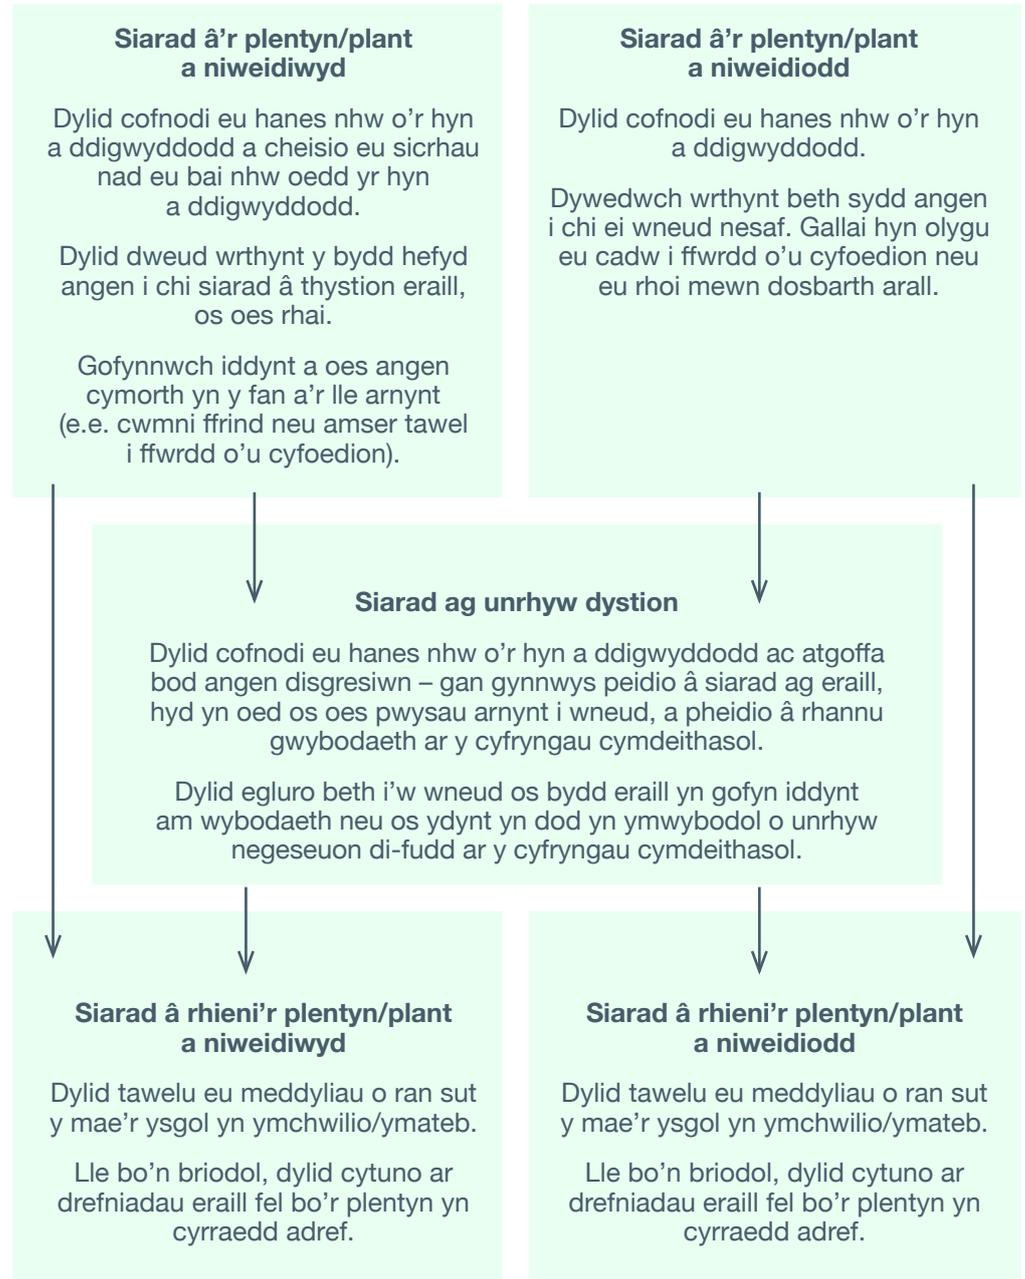 Siarad â’r plentyn/plant
a niweidiwyd
Dylid cofnodi eu hanes nhw o’r hyn
a ddigwyddodd a cheisio eu sicrhau
nad eu bai nhw oedd yr hyn
a ddigwyddodd.
Dylid dweud wrthynt y bydd hefyd
angen i chi siarad â thystion eraill,
os oes rhai.
Gofynnwch iddynt a oes angen
cymorth yn y fan a’r lle arnynt
(e.e. cwmni ffrind neu amser tawel
i ffwrdd o’u cyfoedion).
Siarad â’r plentyn/plant
a niweidiodd
Dylid cofnodi eu hanes nhw o’r hyn
a ddigwyddodd.
Dywedwch wrthynt beth sydd angen
i chi ei wneud nesaf. Gallai hyn olygu
eu cadw i ffwrdd o’u cyfoedion neu
eu rhoi mewn dosbarth arall.
Siarad ag unrhyw dystion
Dylid cofnodi eu hanes nhw o’r hyn a ddigwyddodd ac atgoffa
bod angen disgresiwn – gan gynnwys peidio â siarad ag eraill,
hyd yn oed os oes pwysau arnynt i wneud, a pheidio â rhannu
gwybodaeth ar y cyfryngau cymdeithasol.
Dylid egluro beth i’w wneud os bydd eraill yn gofyn iddynt
am wybodaeth neu os ydynt yn dod yn ymwybodol o unrhyw
negeseuon di-fudd ar y cyfryngau cymdeithasol.
Siarad â rhieni’r plentyn/plant
a niweidiwyd
Dylid tawelu eu meddyliau o ran sut
y mae’r ysgol yn ymchwilio/ymateb.
Lle bo’n briodol, dylid cytuno ar
drefniadau eraill fel bo’r plentyn yn
cyrraedd adref.
Siarad â rhieni’r plentyn/plant
a niweidiodd
Dylid tawelu eu meddyliau o ran sut
y mae’r ysgol yn ymchwilio/ymateb.
Lle bo’n briodol, dylid cytuno ar
drefniadau eraill fel bo’r plentyn yn
cyrraedd adref.